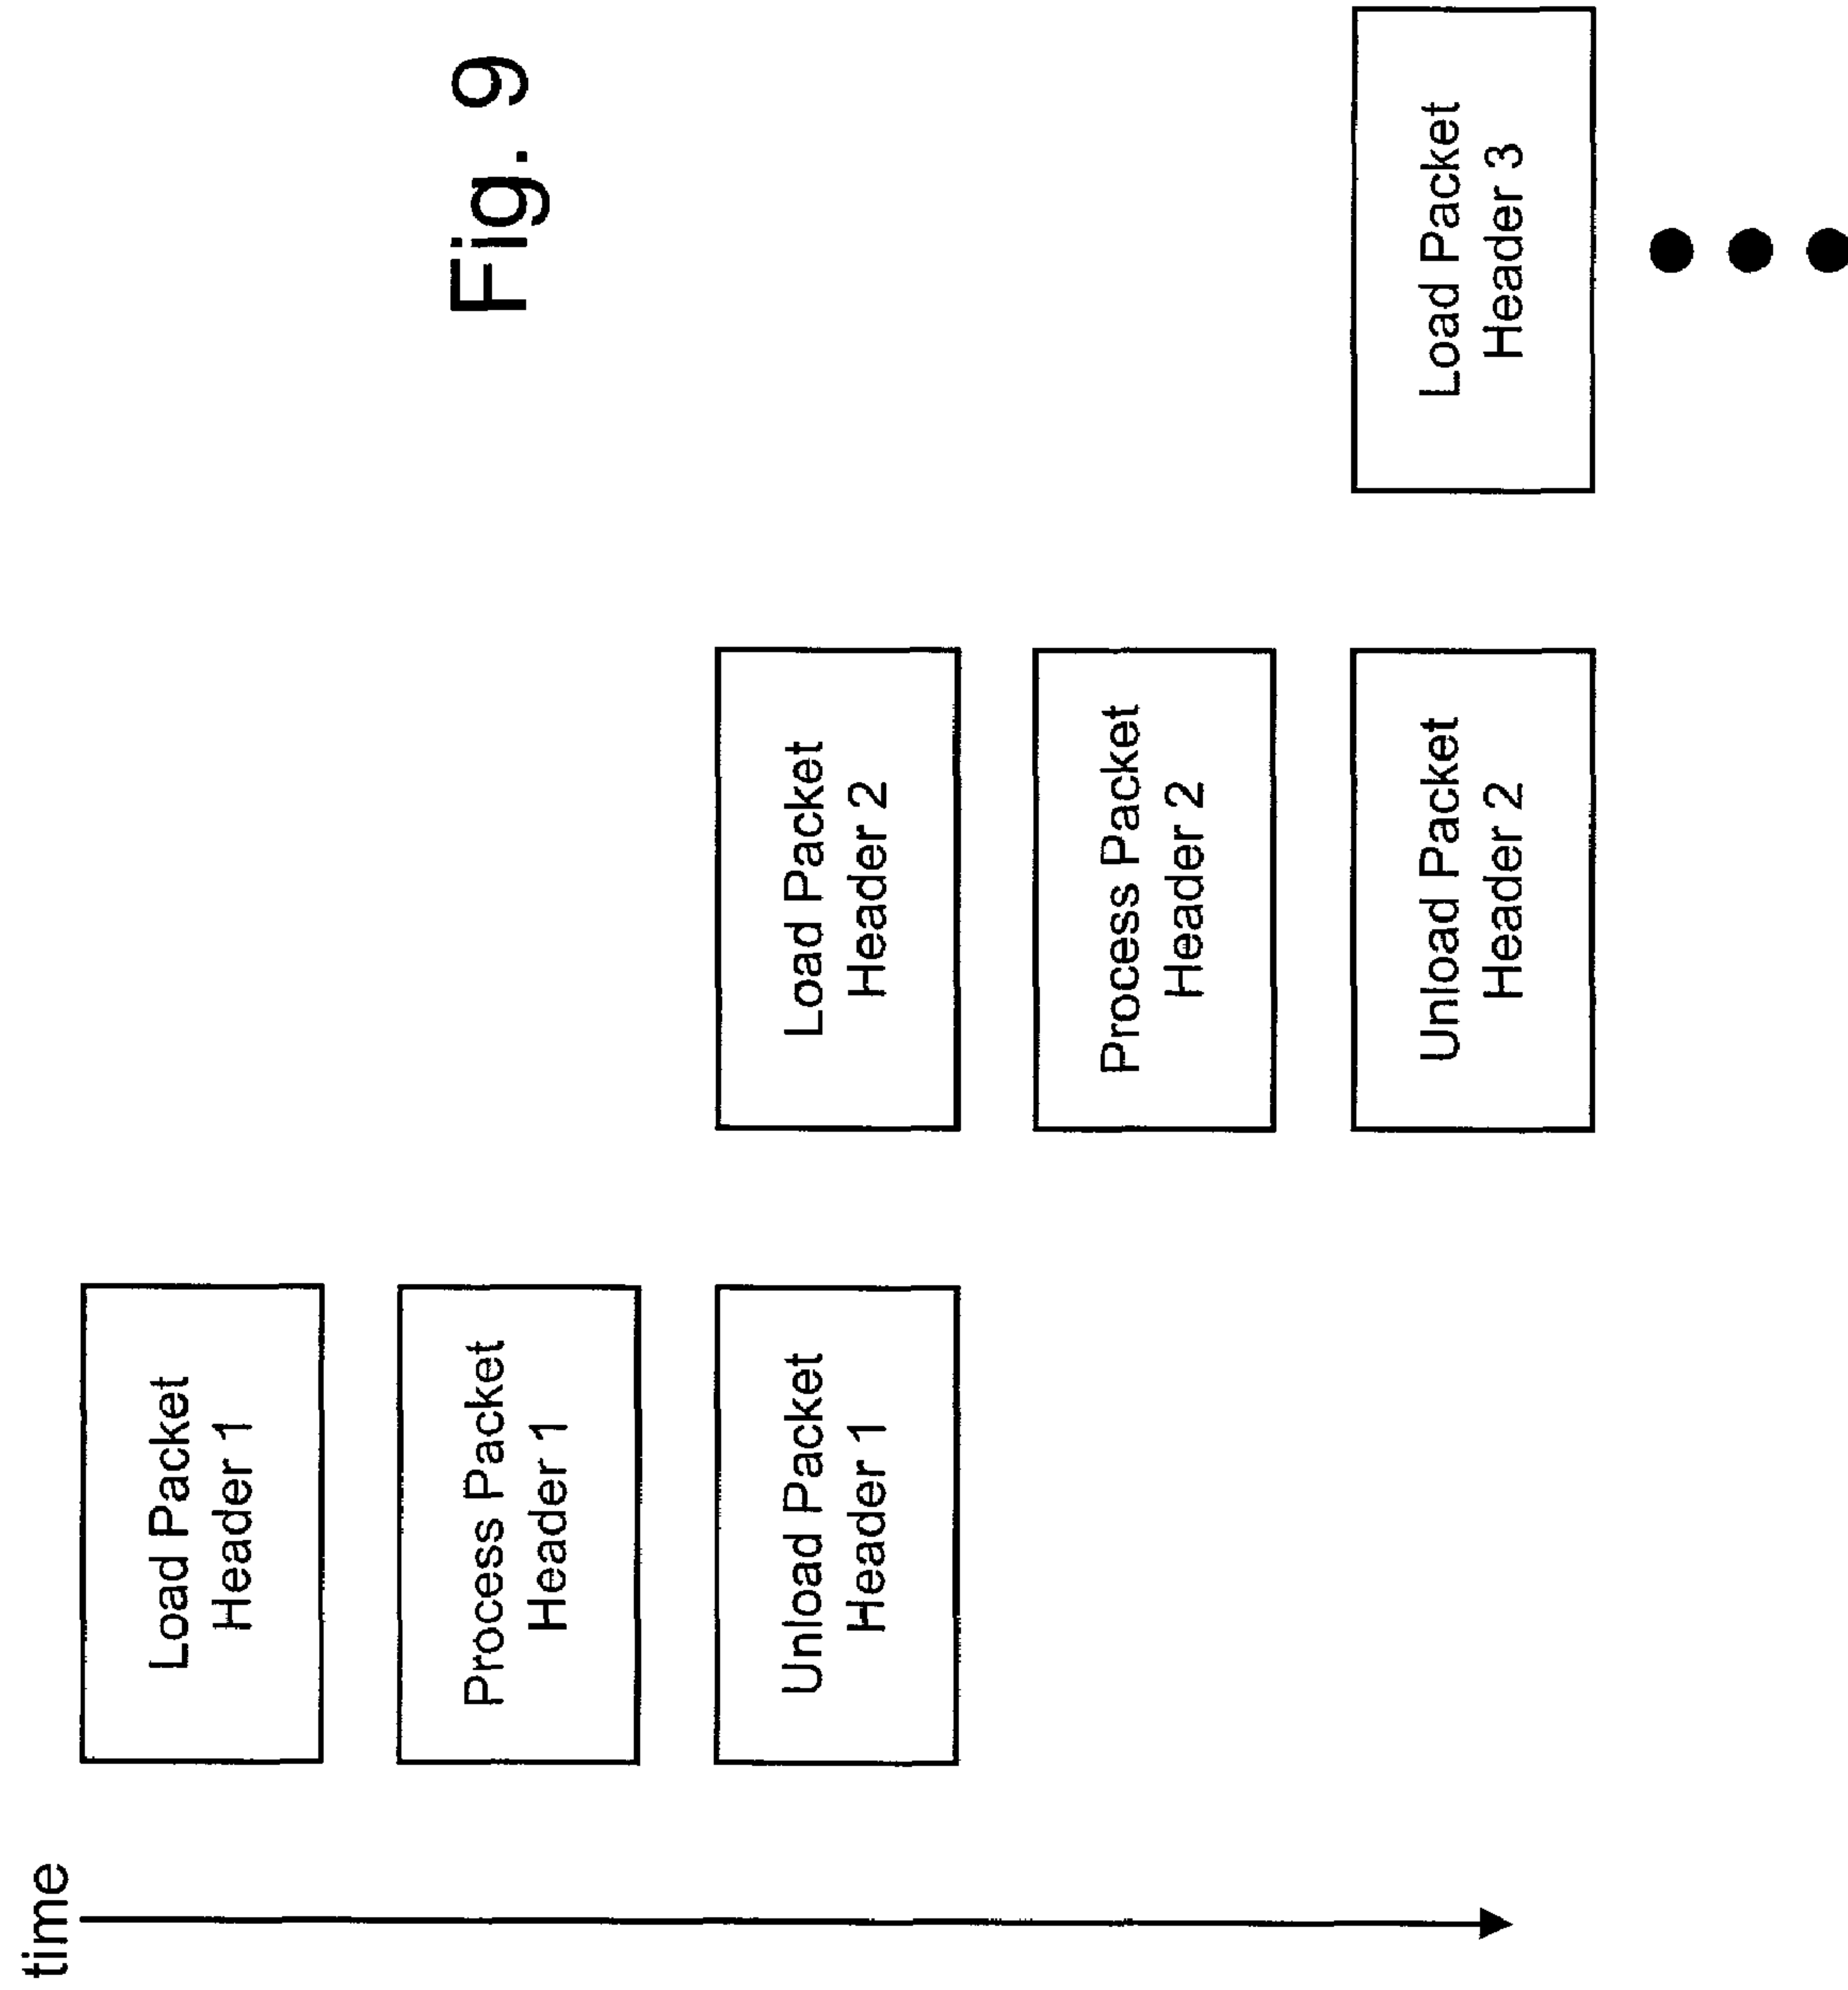 time
Load Packet
Header 1
Process Packet
Header 1
Fig. 9
Unload Packet
Header 1
Load Packet
Header 2
Process Packet
Header 2
Unload Packet
Header 2
Load Packet
Header 3